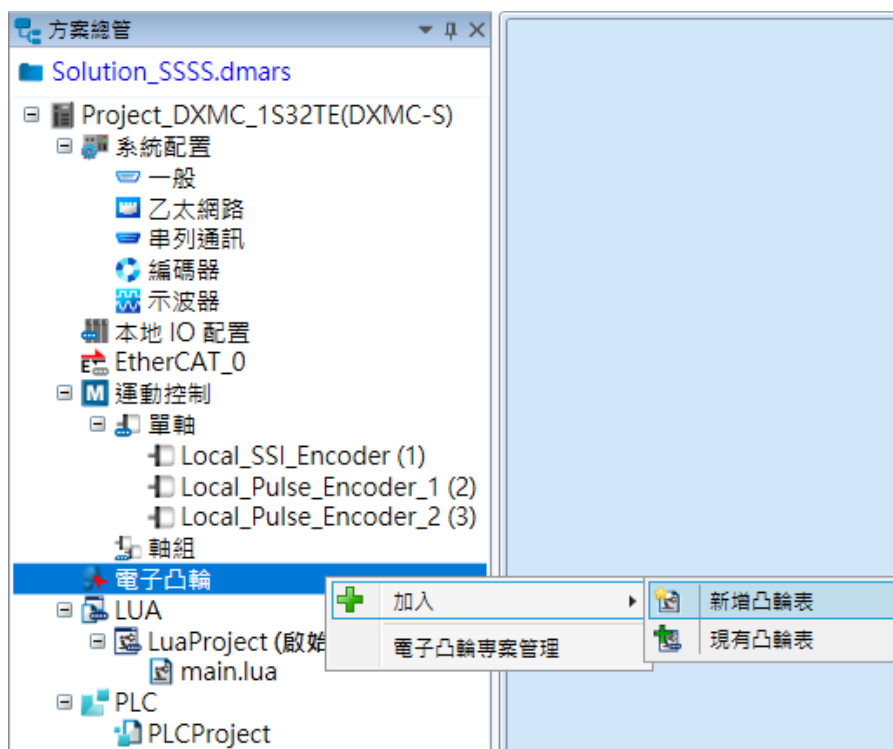 方案總管
Solution_SSSS.dmars
Project_DXMC_1S32TE(DXMC-S)
系統配置
一般
乙太網路
串列通訊
編碼器
示波器
本地 IO 配置
EtherCAT_0
運動控制
單軸
Local_SSI_Encoder (1)
Local_Pulse_Encoder_1 (2)
Local_Pulse_Encoder_2 (3)
軸組
電子凸輪
加入
新增凸輪表
LUA
LuaProject (啟始
電子凸輪專案管理
現有凸輪表
main.lua
PLC
PLCProject